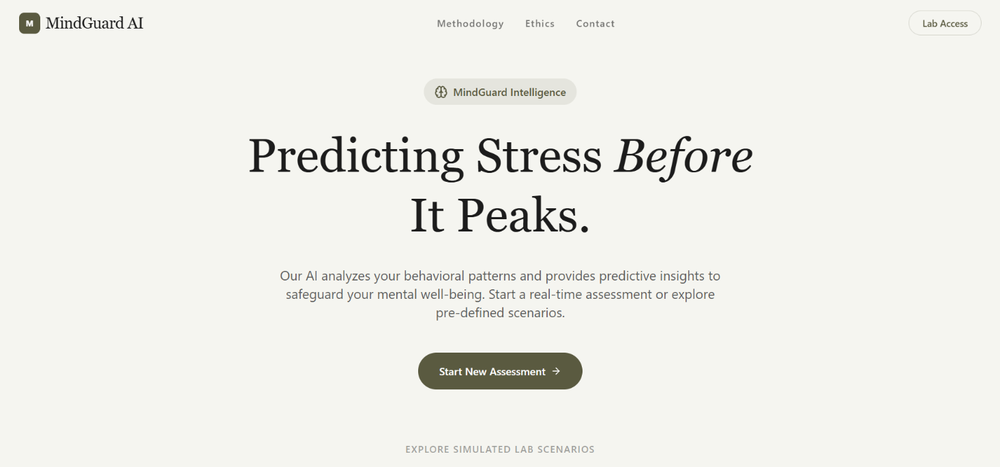 M MindGuard AI
Methodology Ethics Contact
Lab Access
MindGuard Intelligence
Predicting Stress Before
It Peaks.
Our AI analyzes your behavioral patterns and provides predictive insights to
safeguard your mental well-being. Start a real-time assessment or explore
pre-defined scenarios.
Start New Assessment →
EXPLORE SIMULATED LAB SCENARIOS